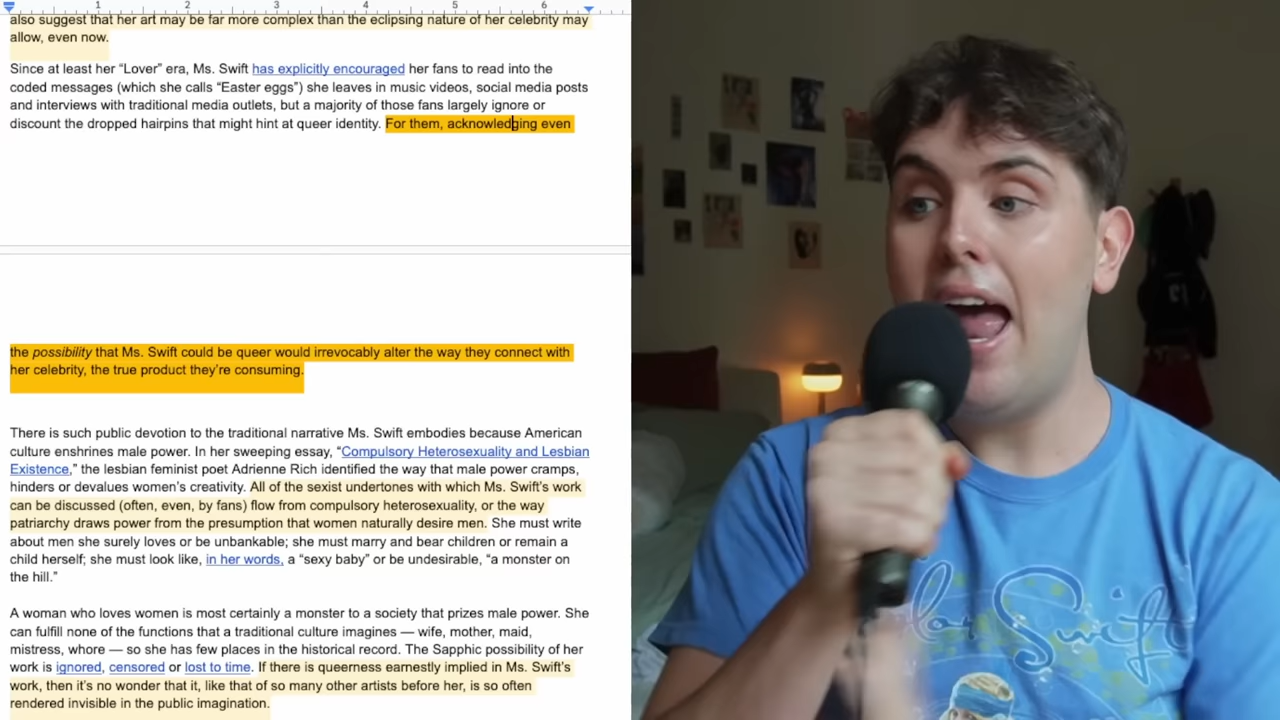 1 2 3 4 5 6
also suggest that her art may be far more complex than the eclipsing nature of her celebrity may
allow, even now.
Since at least her “Lover” era, Ms. Swift has explicitly encouraged her fans to read into the
coded messages (which she calls “Easter eggs”) she leaves in music videos, social media posts
and interviews with traditional media outlets, but a majority of those fans largely ignore or
discount the dropped hairpins that might hint at queer identity. For them, acknowledging even
the possibility that Ms. Swift could be queer would irrevocably alter the way they connect with
her celebrity, the true product they’re consuming.
There is such public devotion to the traditional narrative Ms. Swift embodies because American
culture enshrines male power. In her sweeping essay, “Compulsory Heterosexuality and Lesbian
Existence,” the lesbian feminist poet Adrienne Rich identified the way that male power cramps,
hinders or devalues women’s creativity. All of the sexist undertones with which Ms. Swift’s work
can be discussed (often, even, by fans) flow from compulsory heterosexuality, or the way
patriarchy draws power from the presumption that women naturally desire men. She must write
about men she surely loves or be unbankable; she must marry and bear children or remain a
child herself; she must look like, in her words, a “sexy baby” or be undesirable, “a monster on
the hill.”
A woman who loves women is most certainly a monster to a society that prizes male power. She
can fulfill none of the functions that a traditional culture imagines — wife, mother, maid,
mistress, whore — so she has few places in the historical record. The Sapphic possibility of her
work is ignored, censored or lost to time. If there is queerness earnestly implied in Ms. Swift’s
work, then it’s no wonder that it, like that of so many other artists before her, is so often
rendered invisible in the public imagination.
Swift